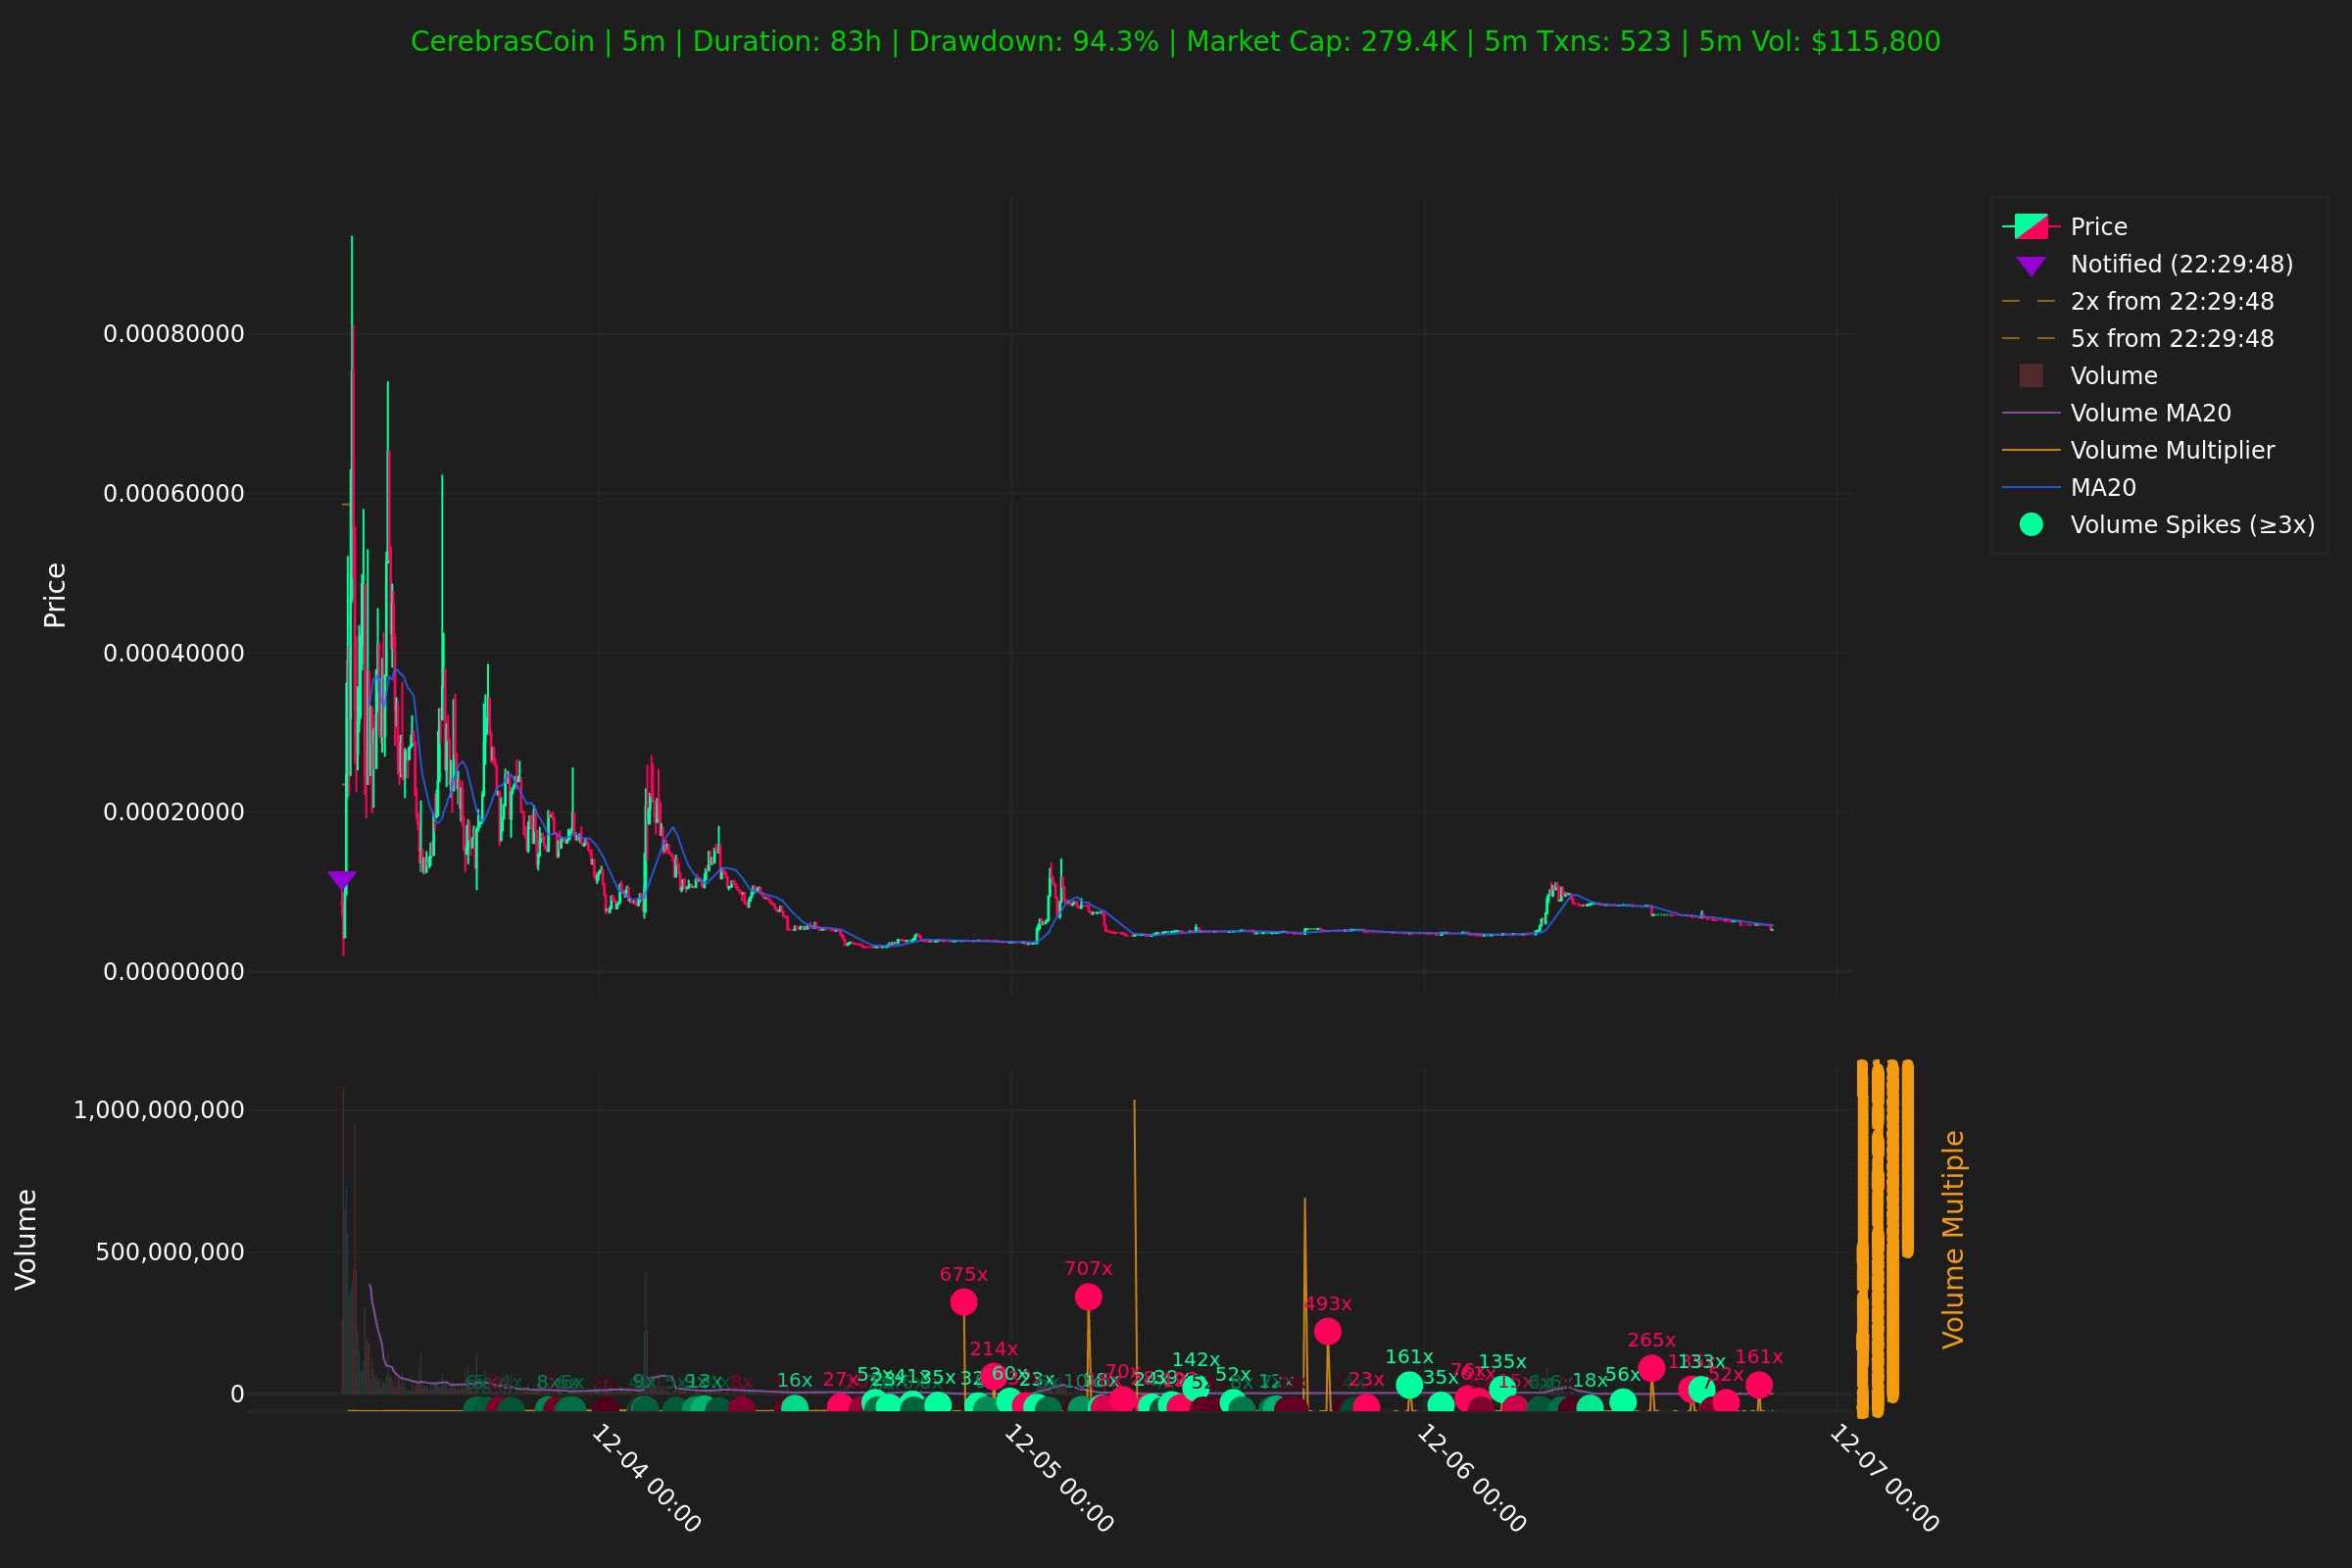 CerebrasCoin | 5m | Duration: 83h | Drawdown: 94.3% | Market Cap: 279.4K | 5m Txns: 523 | 5m Vol: $115,800
Price
Notified (22:29:48)
2x from 22:29:48
5x from 22:29:48
Volume
Volume MA20
Volume Multiplier
MA20
Volume Spikes (≥3x)
Price
0.00080000
0.00060000
0.00040000
0.00020000
0.00000000
Volume
1,000,000,000
500,000,000
0
675x
707x
214x
493x
265x
142x
161x
135x
133x
161x
16x
27x
53x
35x
60x
70x
52x
23x
35x
18x
56x
52x
Volume Multiple
12-04 00:00
12-05 00:00
12-06 00:00
12-07 00:00